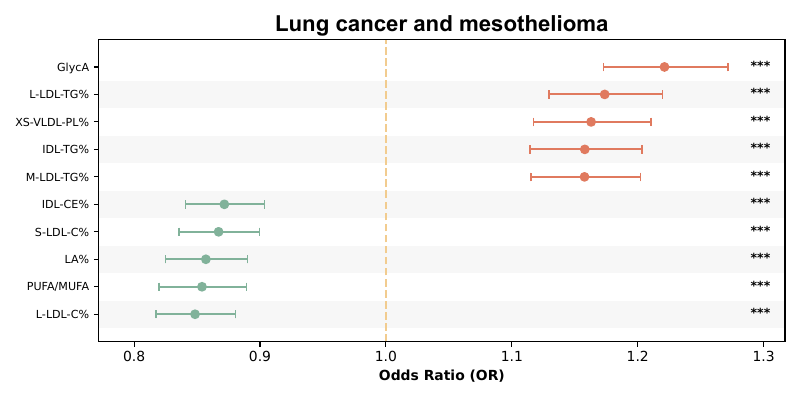 Lung cancer and mesothelioma
GlycA ***
L-LDL-TG% ***
XS-VLDL-PL% ***
IDL-TG% ***
M-LDL-TG% ***
IDL-CE% ***
S-LDL-C% ***
LA% ***
PUFA/MUFA ***
L-LDL-C% ***
0.8 0.9 1.0 1.1 1.2 1.3
Odds Ratio (OR)